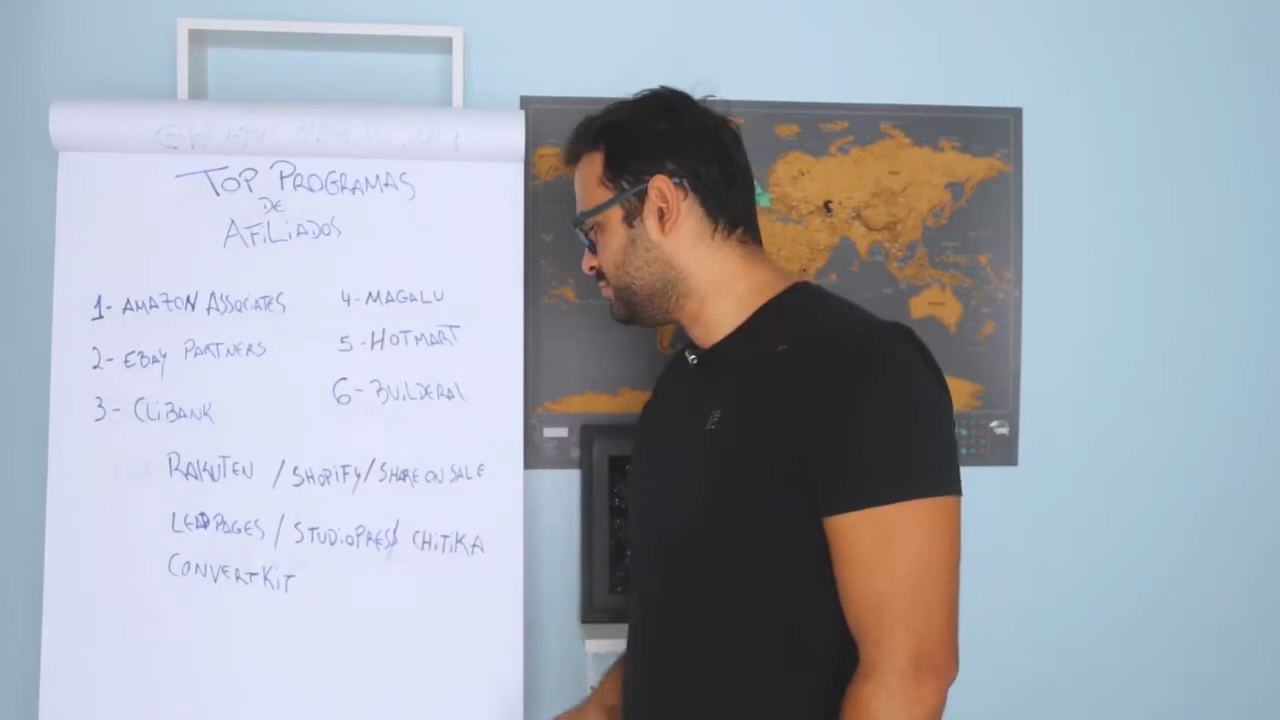 TOP PROGRAMAS
DE
AFILIADOS
1- AMAZON ASSOCIATES
2- EBAY PARTNERS
3- CLIBANK
4- MAGALU
5- HOTMART
6- BUILDERAL
RAKUTEN / SHOPIFY / SHARE ON SALE
LEADPAGES / STUDIOPRESS CHITIKA
CONVERTKIT